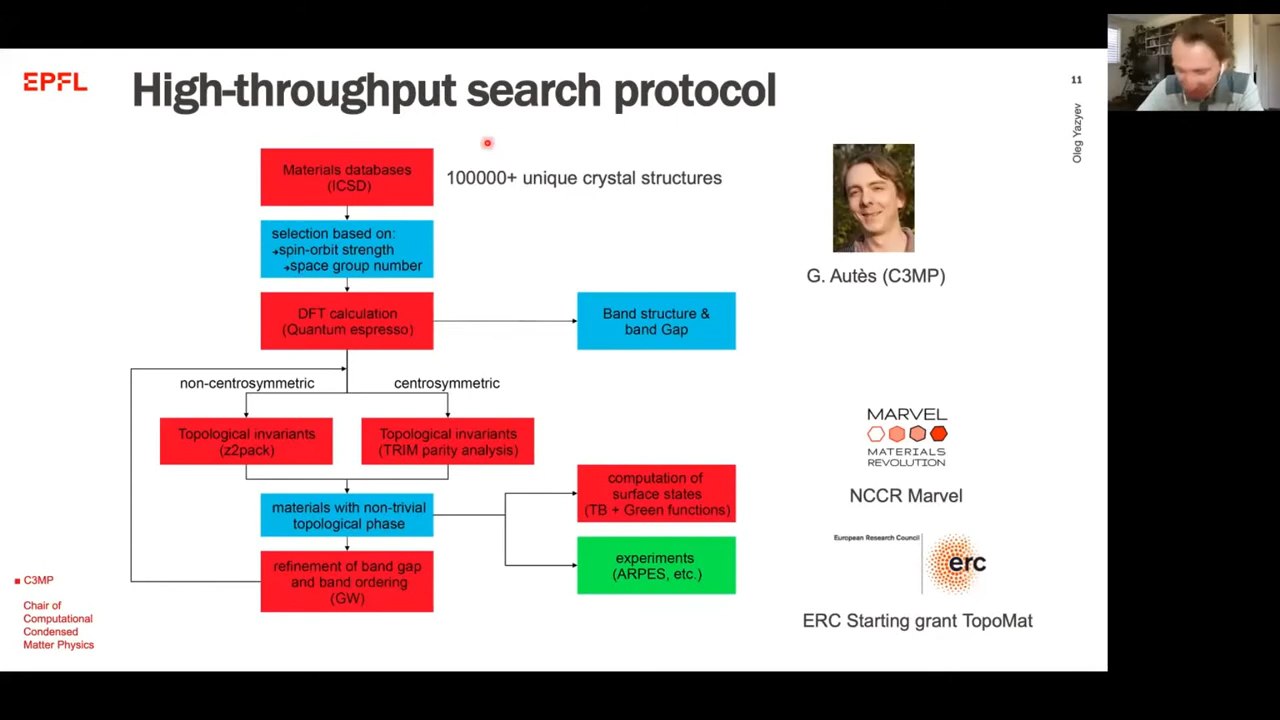 EPFL
High-throughput search protocol
11
Oleg Yazyev
Materials databases
(ICSD)
100000+ unique crystal structures
selection based on:
→spin-orbit strength
→space group number
DFT calculation
(Quantum espresso)
Band structure &
band Gap
non-centrosymmetric
centrosymmetric
Topological invariants
(z2pack)
Topological invariants
(TRIM parity analysis)
materials with non-trivial
topological phase
computation of
surface states
(TB + Green functions)
experiments
(ARPES, etc.)
refinement of band gap
and band ordering
(GW)
G. Autès (C3MP)
MARVEL
MATERIALS
REVOLUTION
NCCR Marvel
European Research Council
erc
ERC Starting grant TopoMat
C3MP
Chair of
Computational
Condensed
Matter Physics